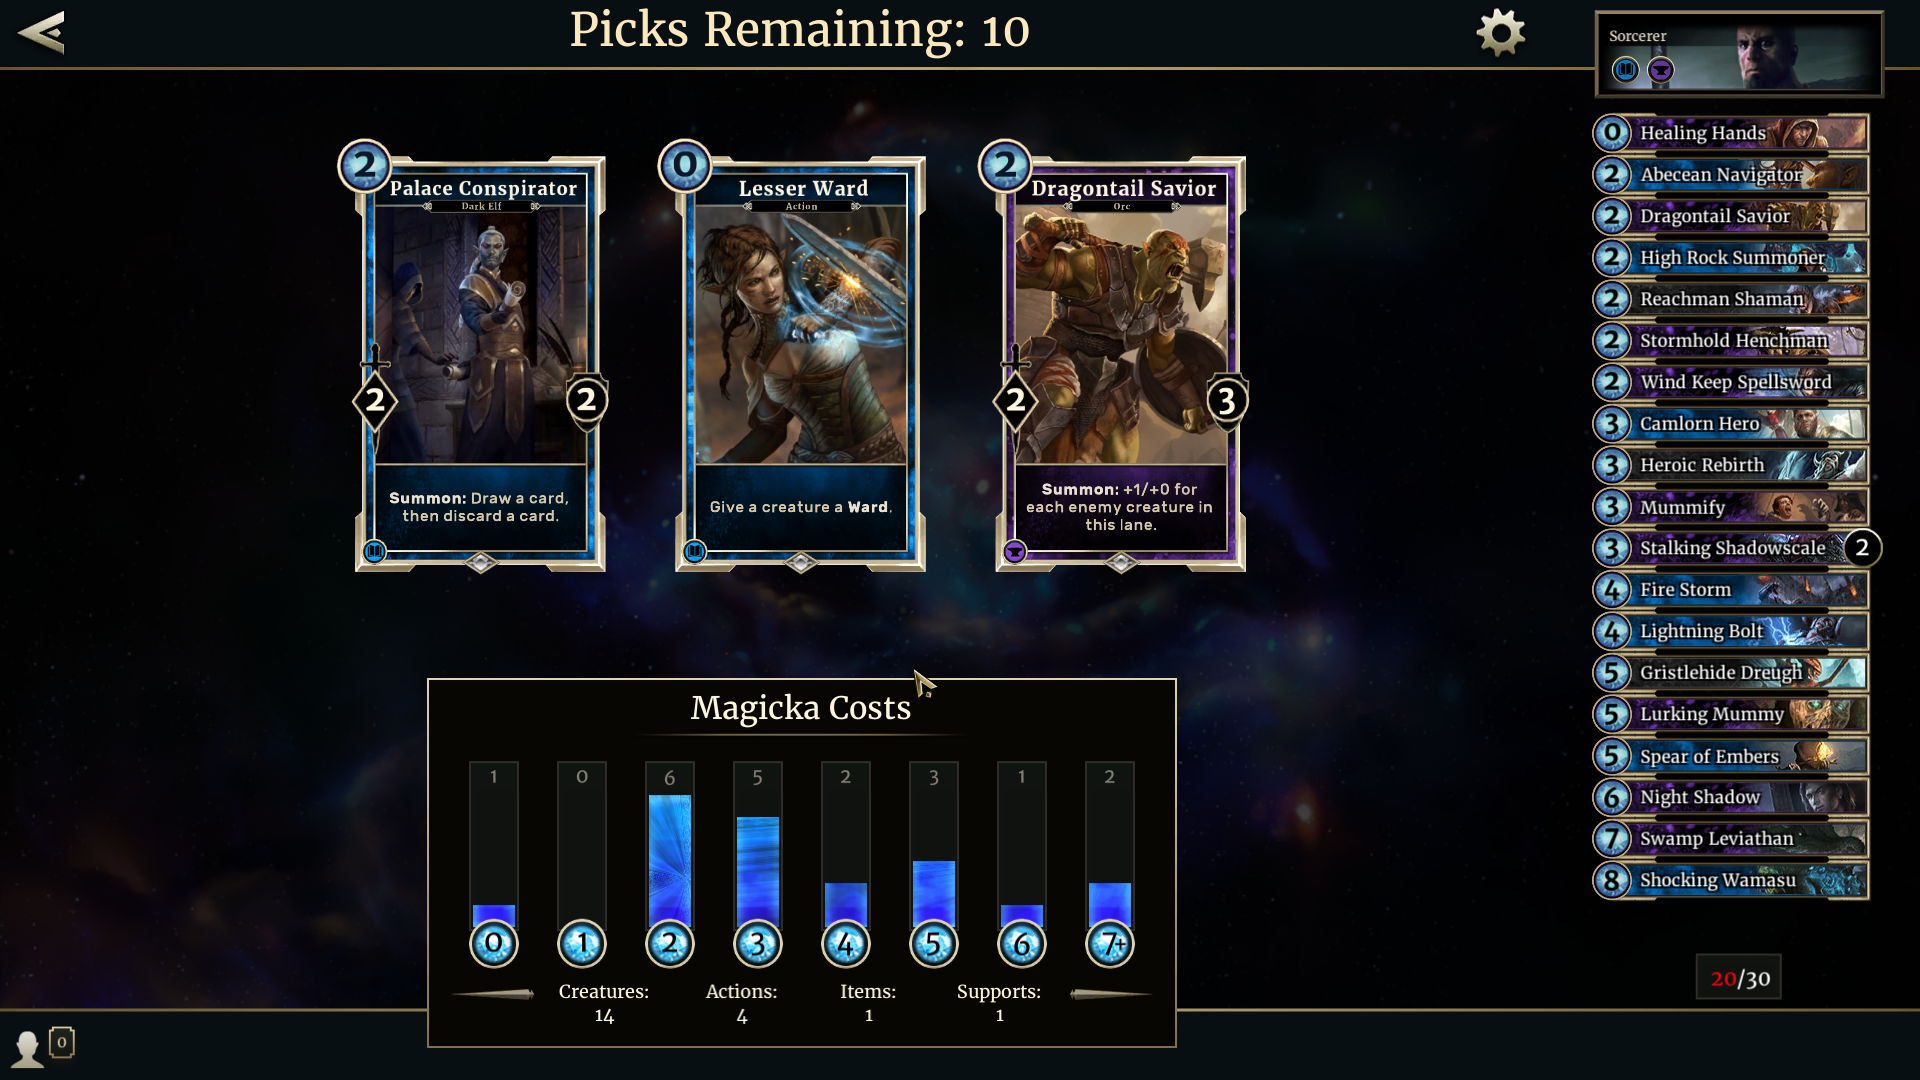 Picks Remaining: 10
Sorcerer
2
Palace Conspirator
Dark Elf
2
2
Summon: Draw a card,
then discard a card.
0
Lesser Ward
Action
Give a creature a Ward.
2
Dragontail Savior
Orc
2
3
Summon: +1/+0 for
each enemy creature in
this lane.
0 Healing Hands
2 Abecean Navigator
2 Dragontail Savior
2 High Rock Summoner
2 Reachman Shaman
2 Stormhold Henchman
2 Wind Keep Spellsword
3 Camlorn Hero
3 Heroic Rebirth
3 Mummify
3 Stalking Shadowscale 2
4 Fire Storm
4 Lightning Bolt
5 Gristlehide Dreugh
5 Lurking Mummy
5 Spear of Embers
6 Night Shadow
7 Swamp Leviathan
8 Shocking Wamasu
20/30
Magicka Costs
1 0 6 5 2 3 1 2
0 1 2 3 4 5 6 7+
Creatures: Actions: Items: Supports:
14 4 1 1
0